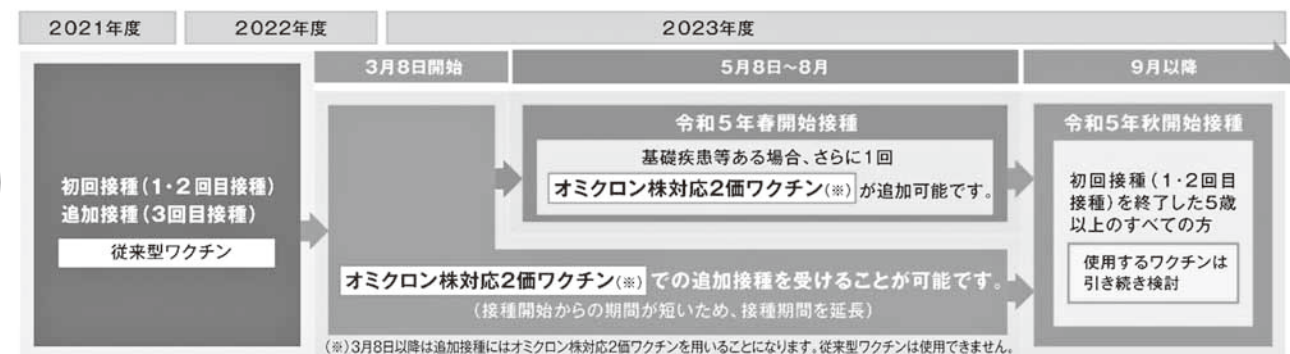 2021年度
2022年度
2023年度
3月8日開始
5月8日～8月
9月以降
初回接種(1・2回目接種)
追加接種(3回目接種)
従来型ワクチン
令和5年春開始接種
基礎疾患等ある場合、さらに1回
オミクロン株対応2価ワクチン(※)が追加可能です。
オミクロン株対応2価ワクチン(※)での追加接種を受けることが可能です。
(接種開始からの期間が短いため、接種期間を延長)
令和5年秋開始接種
初回接種(1・2回目
接種)を終了した5歳
以上のすべての方
使用するワクチンは
引き続き検討
(※)3月8日以降は追加接種にはオミクロン株対応2価ワクチンを用いることになります。従来型ワクチンは使用できません。